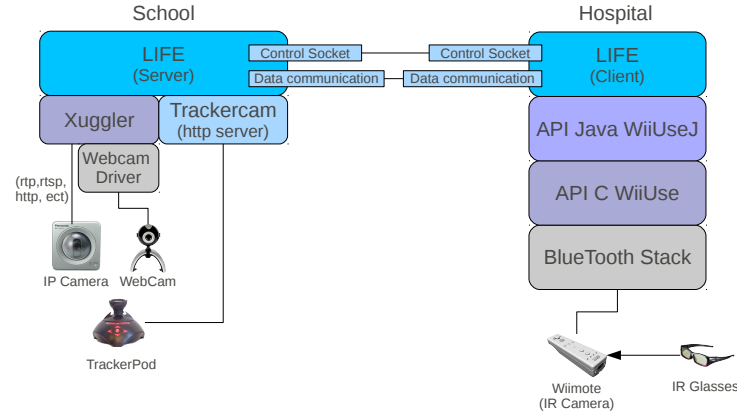 School
Hospital
LIFE
(Server)
Control Socket
Control Socket
Data communication
Data communication
LIFE
(Client)
Xuggler
Trackercam
(http server)
Webcam
Driver
(rtp,rtsp,
http, ect)
IP Camera
WebCam
TrackerPod
API Java WiiUseJ
API C WiiUse
BlueTooth Stack
Wiimote
(IR Camera)
IR Glasses